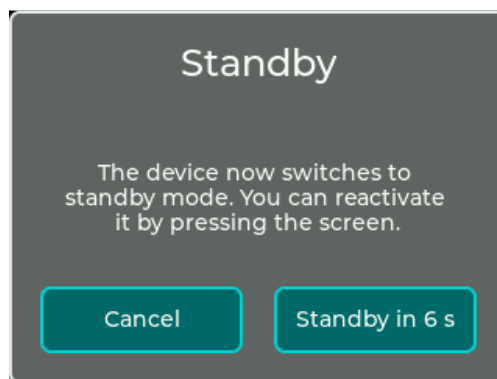 Standby
The device now switches to
standby mode. You can reactivate
it by pressing the screen.
Cancel
Standby in 6 s